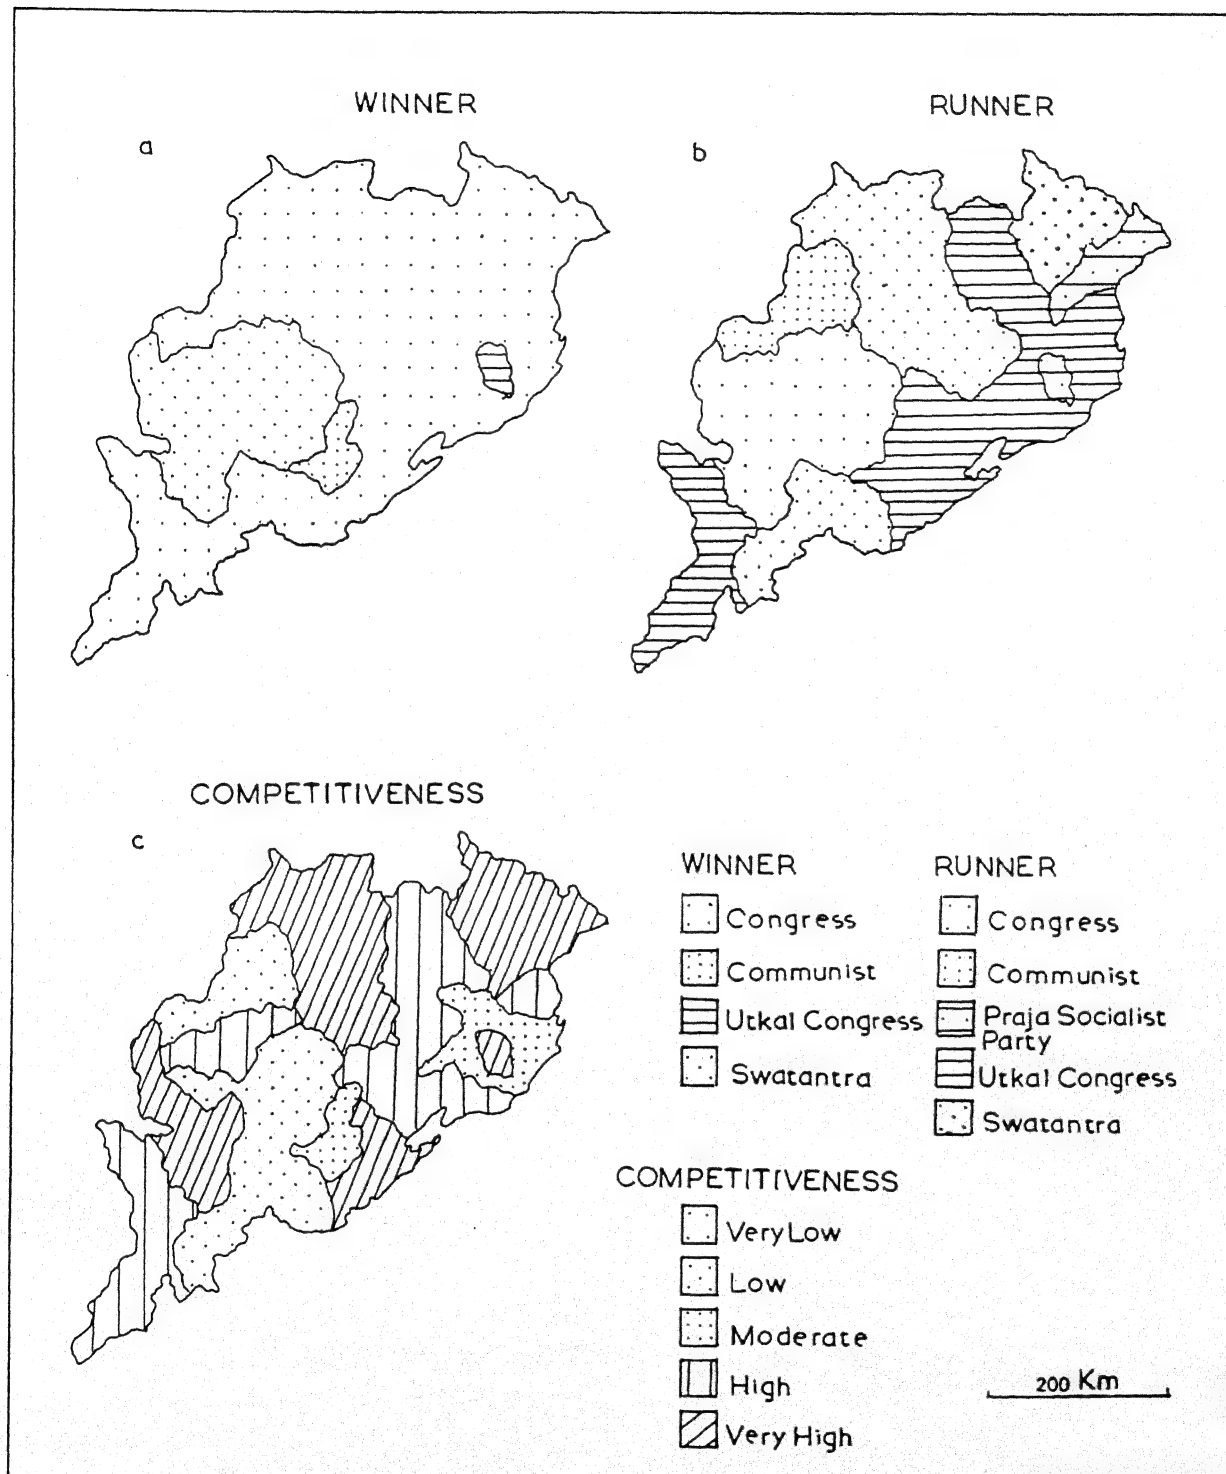 WINNER
RUNNER
a
b
COMPETITIVENESS
c
WINNER
Congress
Communist
Utkal Congress
Swatantra
RUNNER
Congress
Communist
Praja Socialist
Party
Utkal Congress
Swatantra
COMPETITIVENESS
Very Low
Low
Moderate
High
Very High
200 Km